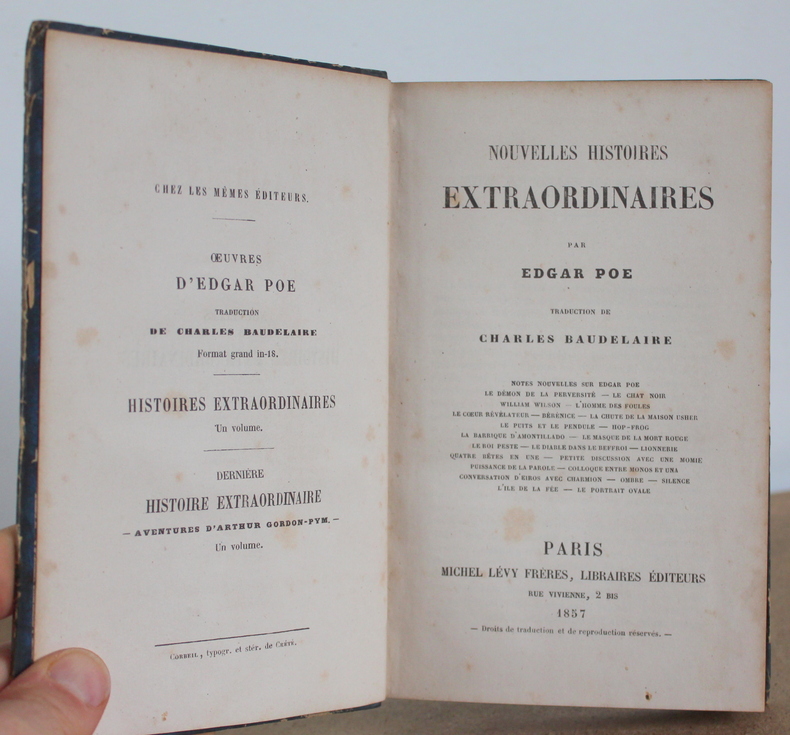 CHEZ LES MÊMES ÉDITEURS.
ŒUVRES
D'EDGAR POE
TRADUCTION
DE CHARLES BAUDELAIRE
Format grand in-18.
HISTOIRES EXTRAORDINAIRES
Un volume.
DERNIÈRE
HISTOIRE EXTRAORDINAIRE
— AVENTURES D'ARTHUR GORDON-PYM. —
Un volume.
CORBEIL, typogr. et stér. de CRÉTÉ.
NOUVELLES HISTOIRES
EXTRAORDINAIRES
PAR
EDGAR POE
TRADUCTION DE
CHARLES BAUDELAIRE
NOTES NOUVELLES SUR EDGAR POE
LE DÉMON DE LA PERVERSITÉ — LE CHAT NOIR
WILLIAM WILSON — L'HOMME DES FOULES
LE CŒUR RÉVÉLATEUR — BÉRÉNICE — LA CHUTE DE LA MAISON USHER
LE PUITS ET LE PENDULE — HOP-FROG
LA BARRIQUE D'AMONTILLADO — LE MASQUE DE LA MORT ROUGE
LE ROI PESTE — LE DIABLE DANS LE BEFFROI — LIONNERIE
QUATRE BÊTES EN UNE — PETITE DISCUSSION AVEC UNE MOMIE
PUISSANCE DE LA PAROLE — COLLOQUE ENTRE MONOS ET UNA
CONVERSATION D'EIROS AVEC CHARMION — OMBRE — SILENCE
L'ILE DE LA FÉE — LE PORTRAIT OVALE
PARIS
MICHEL LÉVY FRÈRES, LIBRAIRES ÉDITEURS
RUE VIVIENNE, 2 BIS
1857
— Droits de traduction et de reproduction réservés. —